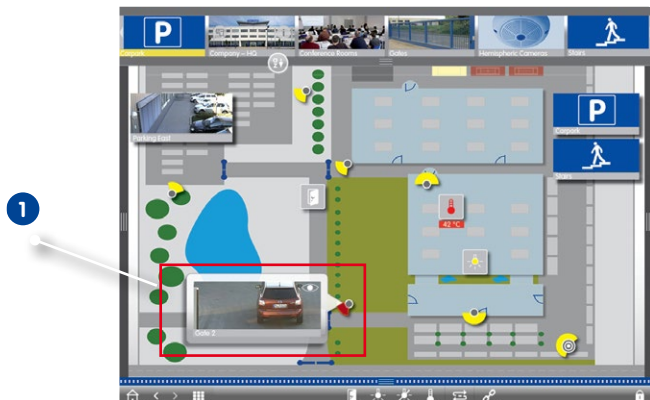 P
Carpark
Company – HQ
Conference Rooms
Gates
Hemispheric Cameras
Stairs
Parking East
P
Carpark
Stairs
1
42 °C
Gate 2